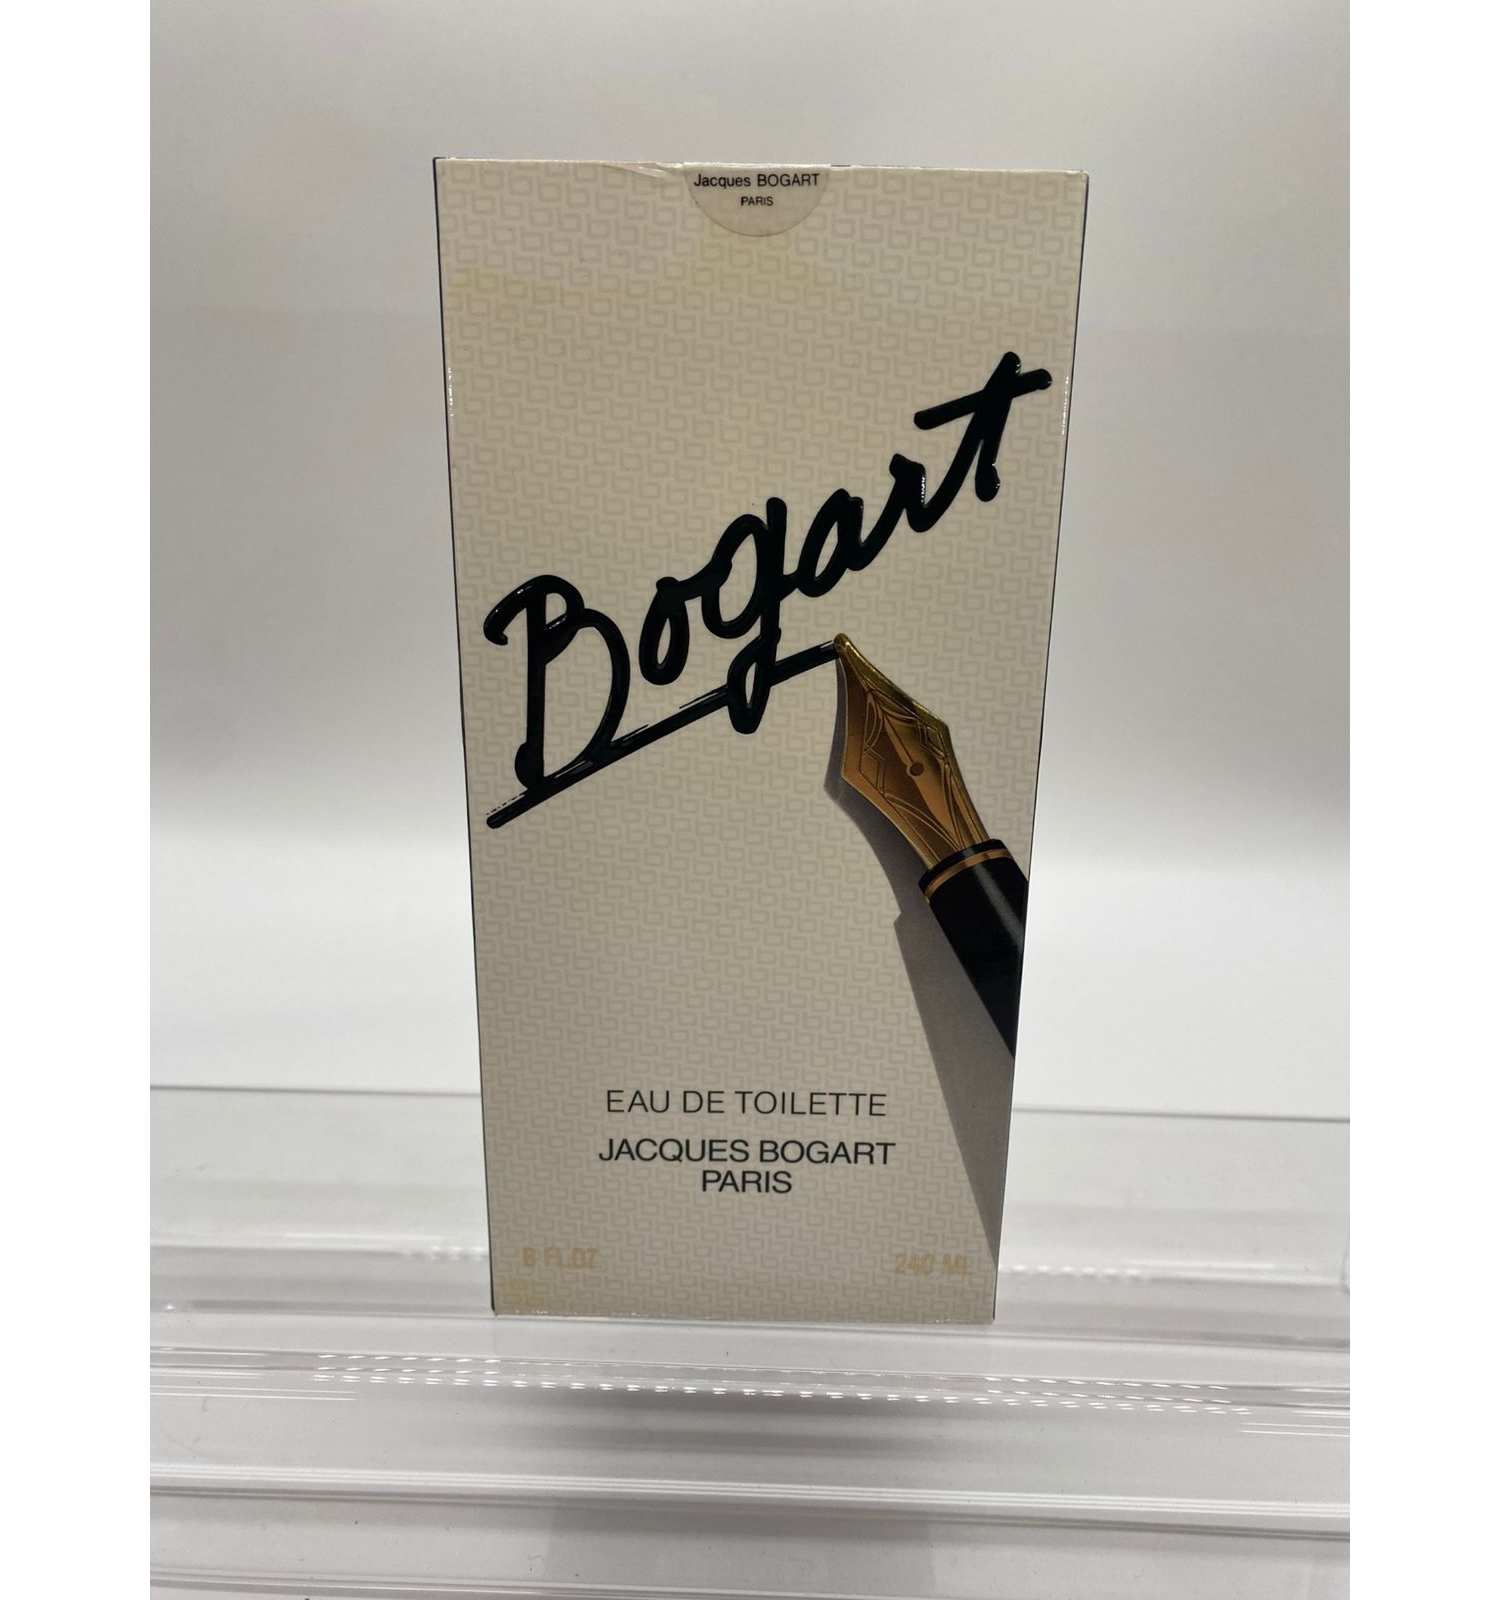 Jacques BOGART
PARIS
Bogart
EAU DE TOILETTE
JACQUES BOGART
PARIS
8 FL.OZ 240 ML